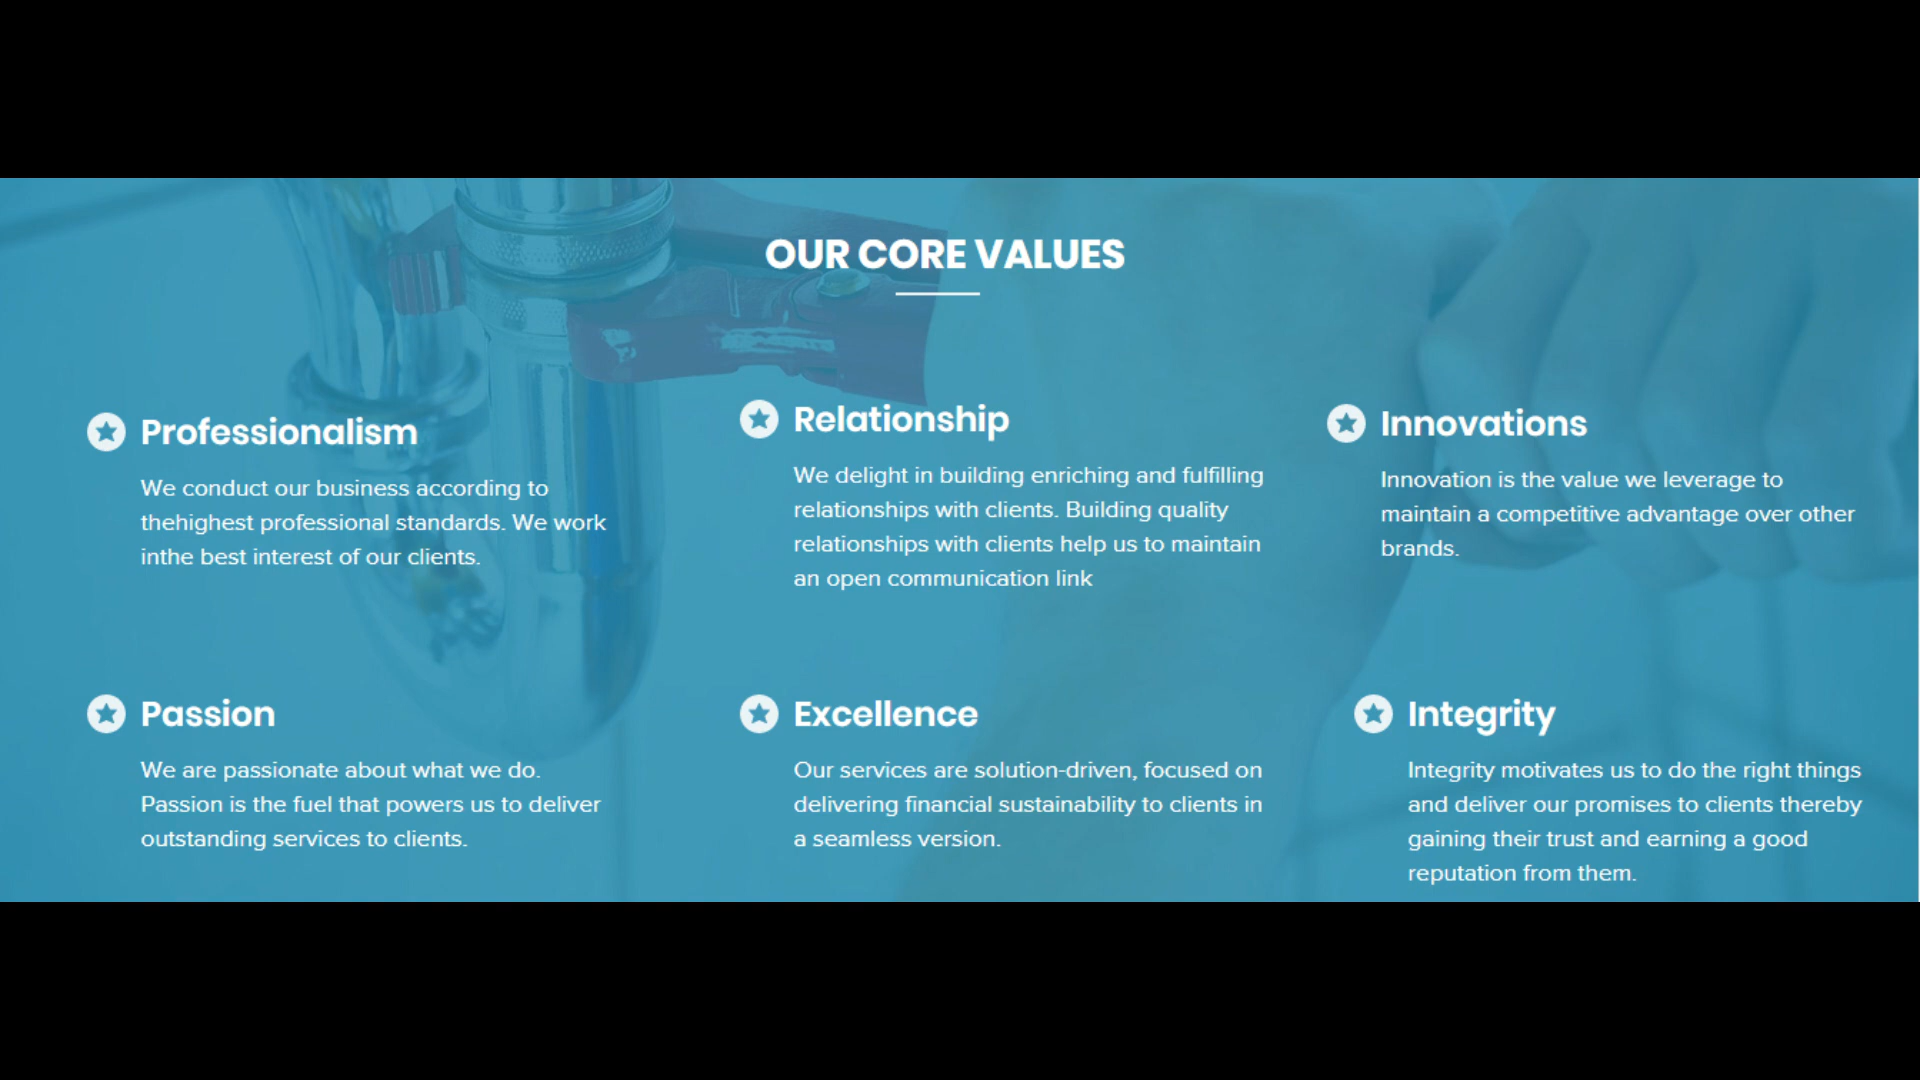 OUR CORE VALUES
Professionalism
We conduct our business according to
thehighest professional standards. We work
inthe best interest of our clients.
Relationship
We delight in building enriching and fulfilling
relationships with clients. Building quality
relationships with clients help us to maintain
an open communication link
Innovations
Innovation is the value we leverage to
maintain a competitive advantage over other
brands.
Passion
We are passionate about what we do.
Passion is the fuel that powers us to deliver
outstanding services to clients.
Excellence
Our services are solution-driven, focused on
delivering financial sustainability to clients in
a seamless version.
Integrity
Integrity motivates us to do the right things
and deliver our promises to clients thereby
gaining their trust and earning a good
reputation from them.